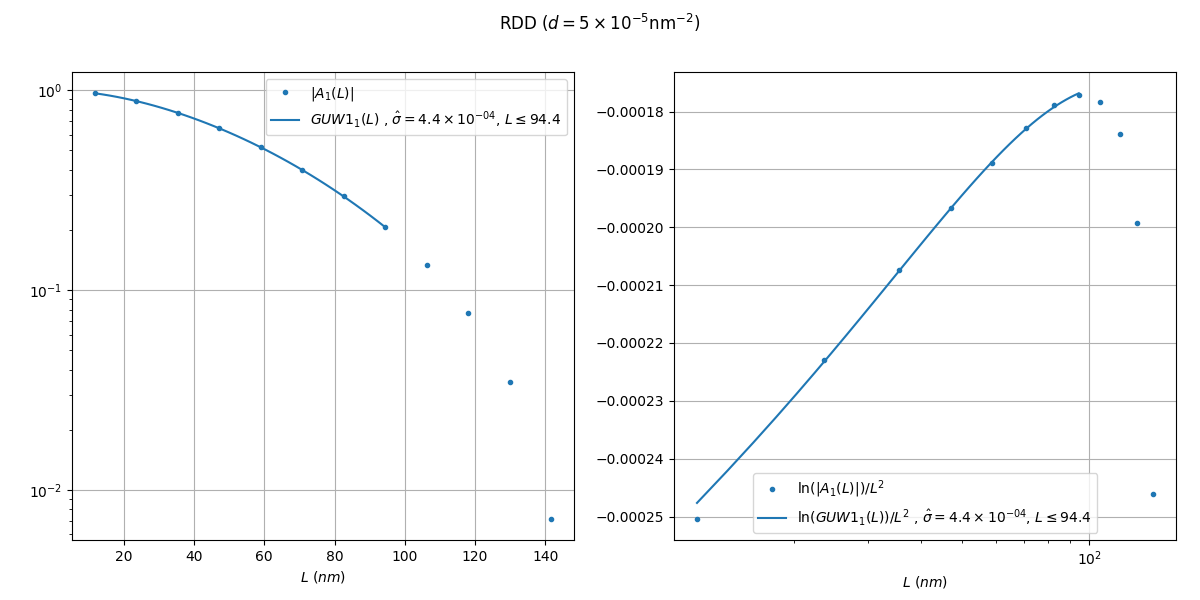 RDD (d = 5 × 10⁻⁵nm⁻²)
10⁰
10⁻¹
10⁻²
20 40 60 80 100 120 140
L (nm)
|A₁(L)|
GUW1₁(L) , σ̂ = 4.4 × 10⁻⁰⁴, L ≤ 94.4
−0.00018
−0.00019
−0.00020
−0.00021
−0.00022
−0.00023
−0.00024
−0.00025
10²
L (nm)
ln(|A₁(L)|)/L²
ln(GUW1₁(L))/L² , σ̂ = 4.4 × 10⁻⁰⁴, L ≤ 94.4